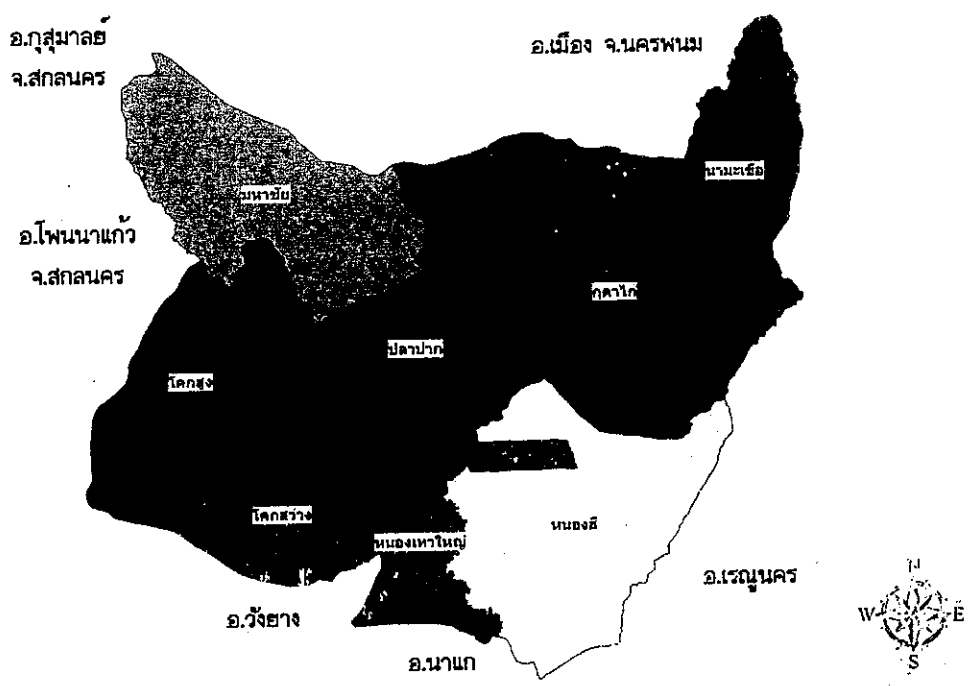 อ.กุสุมาลย์
จ.สกลนคร
อ.เมือง จ.นครพนม
นามะเขือ
มหาชัย
อ.โพนนาแก้ว
จ.สกลนคร
กุตาไก้
ปลาปาก
โคกสูง
โคกสว่าง
หนองฮี
หนองเทาใหญ่
อ.เรณูนคร
อ.วังยาง
อ.นาแก
N
W E
S